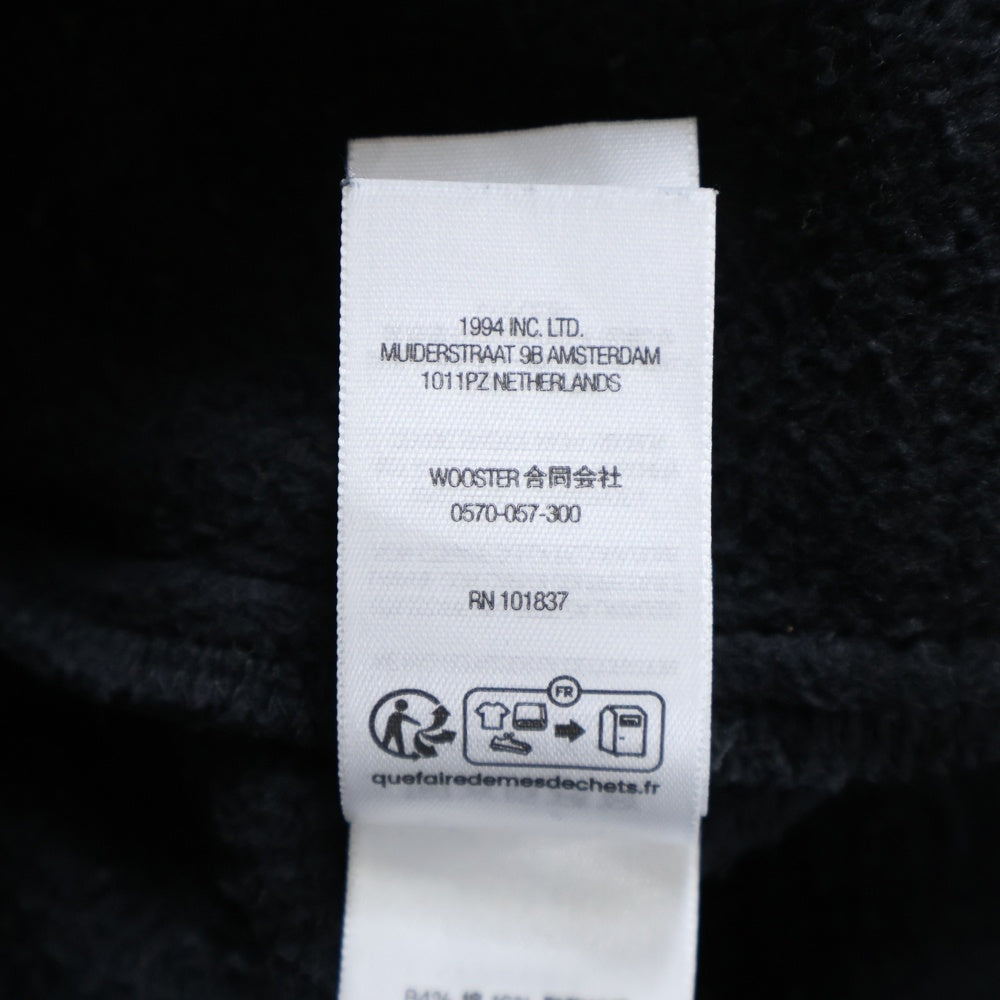 1994 INC. LTD.
MUIDERSTRAAT 9B AMSTERDAM
1011PZ NETHERLANDS
WOOSTER 合同会社
0570-057-300
RN 101837
FR
quefairedemesdechets.fr